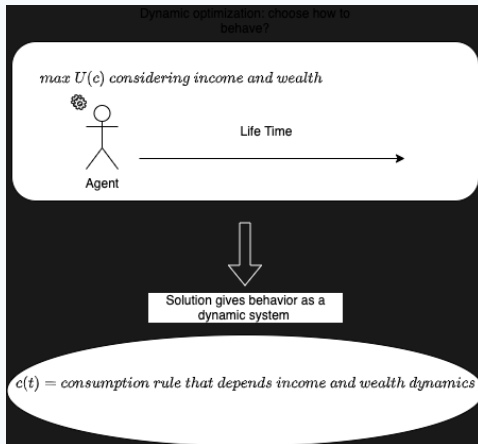 Dynamic optimization: choose how to
behave?
max U(c) considering income and wealth
Life Time
Agent
Solution gives behavior as a
dynamic system
c(t) = consumption rule that depends income and wealth dynamics